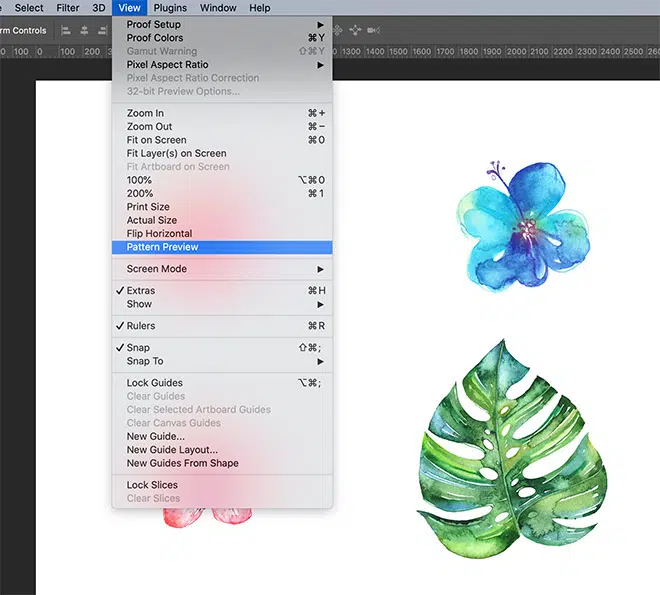 Select Filter 3D View Plugins Window Help
rm Controls
100 0 100
1300 1400 1500 1600 1700 1800 1900 2000 2100 2200 2300 2400 2500
Proof Setup
Proof Colors ⌘Y
Gamut Warning ⇧⌘Y
Pixel Aspect Ratio
Pixel Aspect Ratio Correction
32-bit Preview Options...
Zoom In ⌘+
Zoom Out ⌘−
Fit on Screen ⌘0
Fit Layer(s) on Screen
Fit Artboard on Screen
100% ⌥⌘0
200% ⌘1
Print Size
Actual Size
Flip Horizontal
Pattern Preview
Screen Mode
✓ Extras ⌘H
Show
✓ Rulers ⌘R
✓ Snap ⇧⌘;
Snap To
Lock Guides ⌥⌘;
Clear Guides
Clear Selected Artboard Guides
Clear Canvas Guides
New Guide...
New Guide Layout...
New Guides From Shape
Lock Slices
Clear Slices